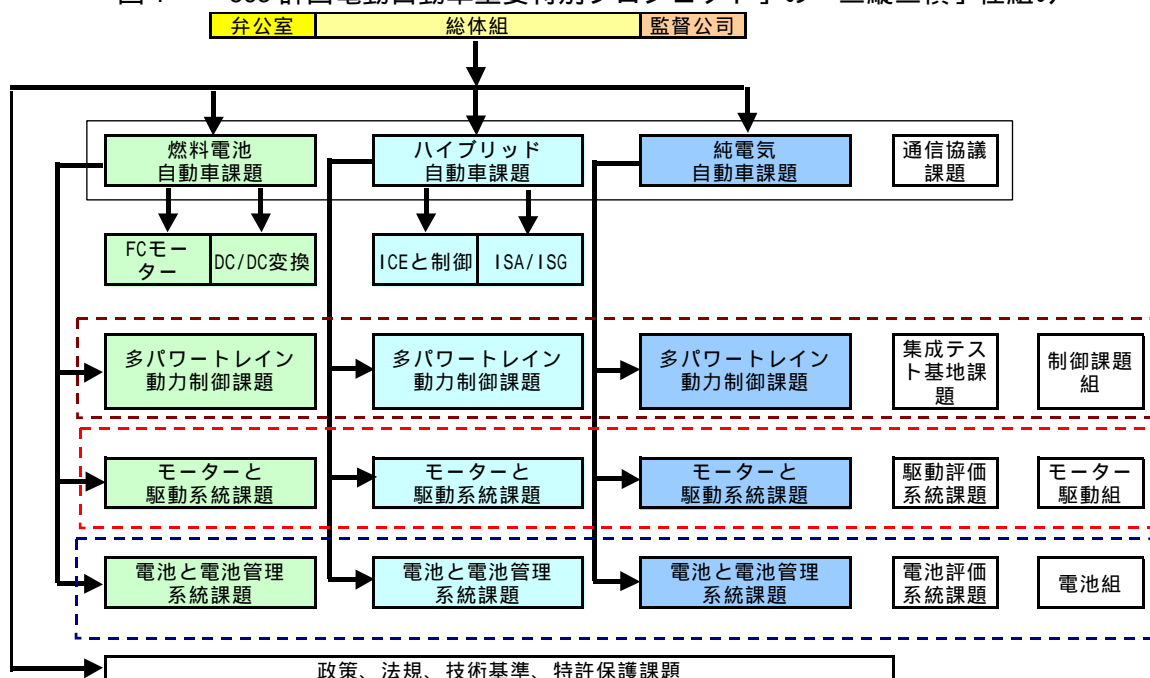 弁公室 総体組 監督公司
燃料電池
自動車課題
ハイブリッド
自動車課題
純電気
自動車課題
通信協議
課題
FCモー
ター
DC/DC変換
ICEと制御
ISA/ISG
多パワートレイン
動力制御課題
多パワートレイン
動力制御課題
多パワートレイン
動力制御課題
集成テス
ト基地課
題
制御課題
組
モーターと
駆動系統課題
モーターと
駆動系統課題
モーターと
駆動系統課題
駆動評価
系統課題
モーター
駆動組
電池と電池管理
系統課題
電池と電池管理
系統課題
電池と電池管理
系統課題
電池評価
系統課題
電池組
政策、法規、技術基準、特許保護課題